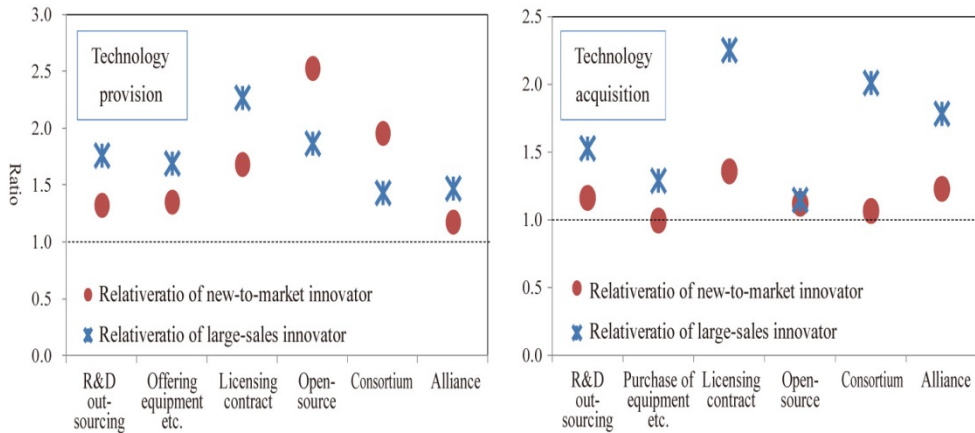 3.0
2.5
2.0
1.5
1.0
0.5
0.0
Ratio
Technology
provision
Relativeratio of new-to-market innovator
Relativeratio of large-sales innovator
R&D
out-
sourcing
Offering
equipment
etc.
Licensing
contract
Open-
source
Consortium
Alliance
2.5
2.0
1.5
1.0
0.5
0.0
Technology
acquisition
Relativeratio of new-to-market innovator
Relativeratio of large-sales innovator
R&D
out-
sourcing
Purchase of
equipment
etc.
Licensing
contract
Open-
source
Consortium
Alliance